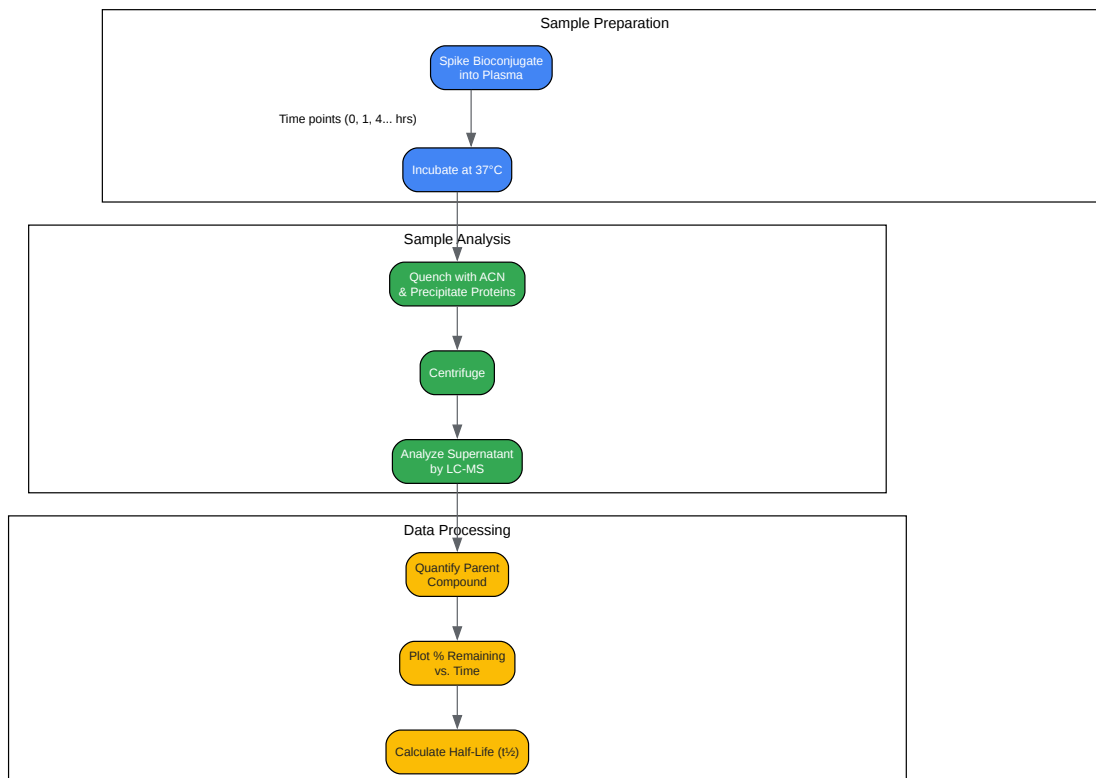 Sample Preparation
Spike Bioconjugate
into Plasma
Time points (0, 1, 4... hrs)
Incubate at 37°C
Sample Analysis
Quench with ACN
& Precipitate Proteins
Centrifuge
Analyze Supernatant
by LC-MS
Data Processing
Quantify Parent
Compound
Plot % Remaining
vs. Time
Calculate Half-Life (t½)